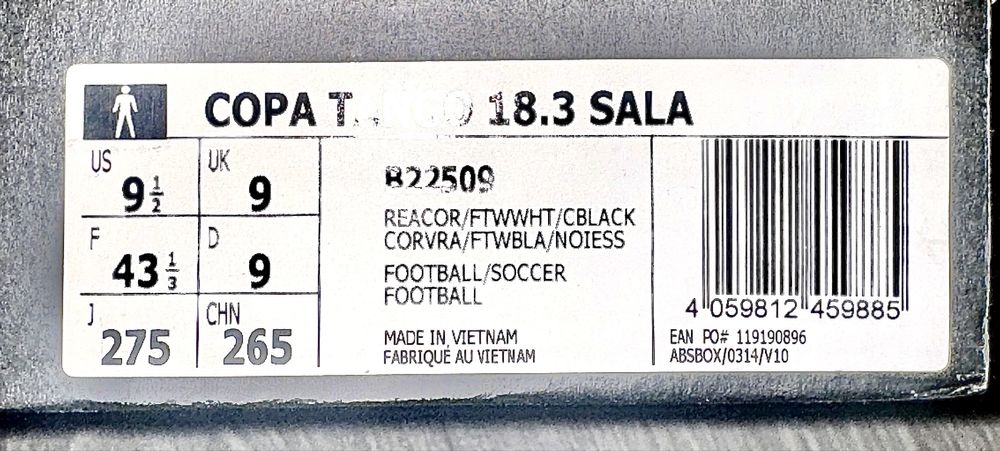 COPA 18.3 SALA
US 9 1/2
UK 9
F 43 1/3
D 9
J 275
CHN 265
B22509
REACOR/FTWWHT/CBLACK
CORVRA/FTWBLA/NOIESS
FOOTBALL/SOCCER
FOOTBALL
MADE IN VIETNAM
FABRIQUÉ AU VIETNAM
4 059812 459885
EAN PO# 119190896
ABSBOX/0314/V10